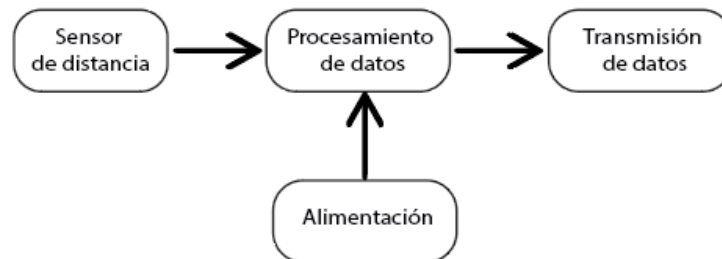 Sensor
de distancia
Procesamiento
de datos
Transmisión
de datos
Alimentación